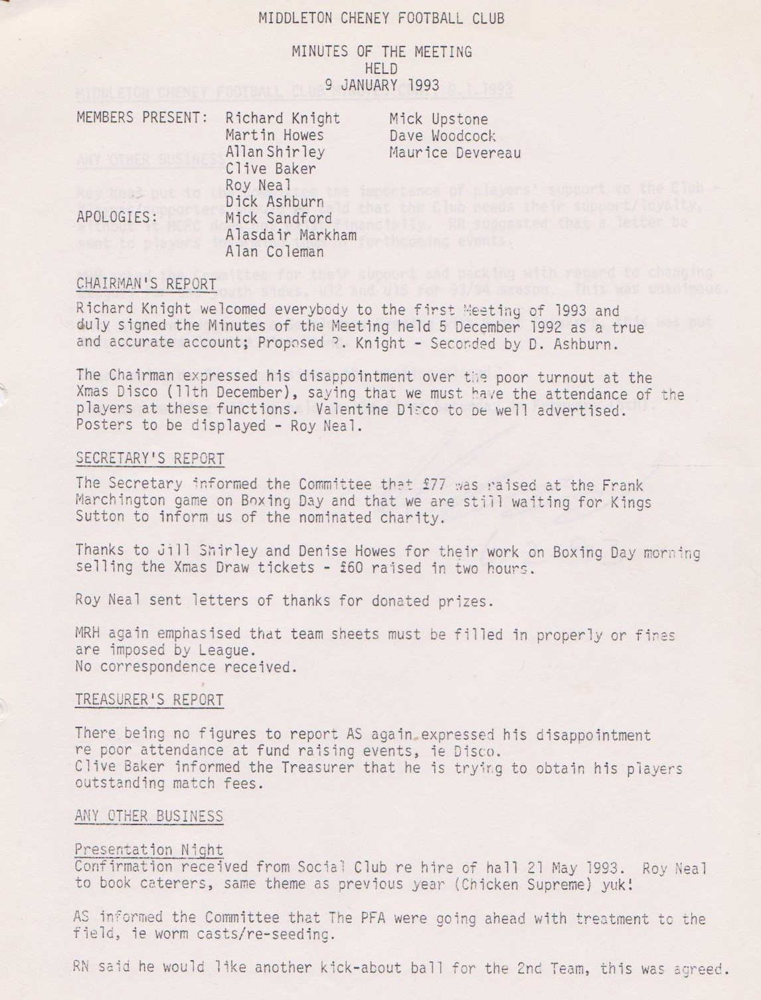 MIDDLETON CHENEY FOOTBALL CLUB
MINUTES OF THE MEETING
HELD
9 JANUARY 1993
MEMBERS PRESENT: Richard Knight Mick Upstone
Martin Howes Dave Woodcock
Allan Shirley Maurice Devereau
Clive Baker
Roy Neal
Dick Ashburn
APOLOGIES: Mick Sandford
Alasdair Markham
Alan Coleman
CHAIRMAN'S REPORT
Richard Knight welcomed everybody to the first Meeting of 1993 and
duly signed the Minutes of the Meeting held 5 December 1992 as a true
and accurate account; Proposed R. Knight - Seconded by D. Ashburn.
The Chairman expressed his disappointment over the poor turnout at the
Xmas Disco (11th December), saying that we must have the attendance of the
players at these functions. Valentine Disco to be well advertised.
Posters to be displayed - Roy Neal.
SECRETARY'S REPORT
The Secretary informed the Committee that £77 was raised at the Frank
Marchington game on Boxing Day and that we are still waiting for Kings
Sutton to inform us of the nominated charity.
Thanks to Jill Shirley and Denise Howes for their work on Boxing Day morning
selling the Xmas Draw tickets - £60 raised in two hours.
Roy Neal sent letters of thanks for donated prizes.
MRH again emphasised that team sheets must be filled in properly or fines
are imposed by League.
No correspondence received.
TREASURER'S REPORT
There being no figures to report AS again expressed his disappointment
re poor attendance at fund raising events, ie Disco.
Clive Baker informed the Treasurer that he is trying to obtain his players
outstanding match fees.
ANY OTHER BUSINESS
Presentation Night
Confirmation received from Social Club re hire of hall 21 May 1993. Roy Neal
to book caterers, same theme as previous year (Chicken Supreme) yuk!
AS informed the Committee that The PFA were going ahead with treatment to the
field, ie worm casts/re-seeding.
RN said he would like another kick-about ball for the 2nd Team, this was agreed.